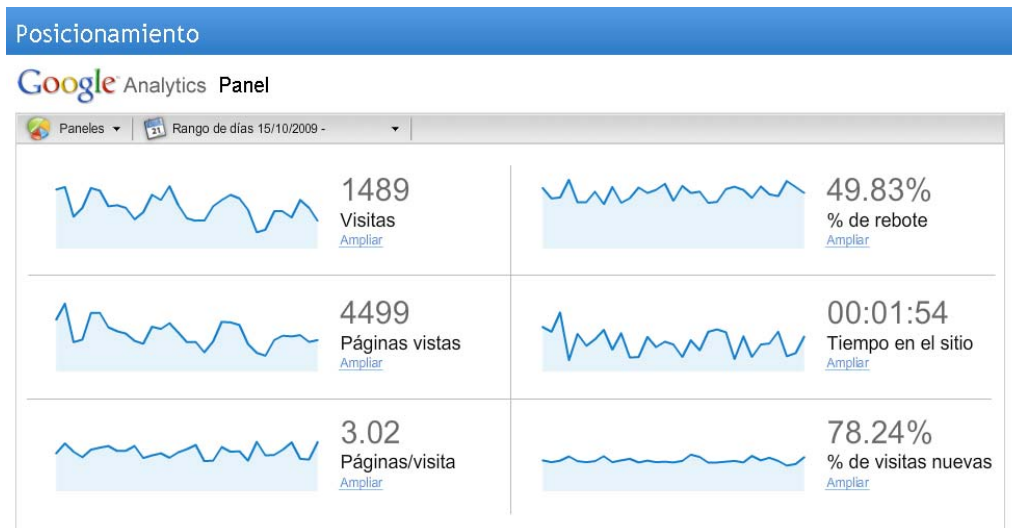 Posicionamiento
Google Analytics Panel
Paneles 21 Rango de días 15/10/2009 -
1489
Visitas
Ampliar
49.83%
% de rebote
Ampliar
4499
Páginas vistas
Ampliar
00:01:54
Tiempo en el sitio
Ampliar
3.02
Páginas/visita
Ampliar
78.24%
% de visitas nuevas
Ampliar